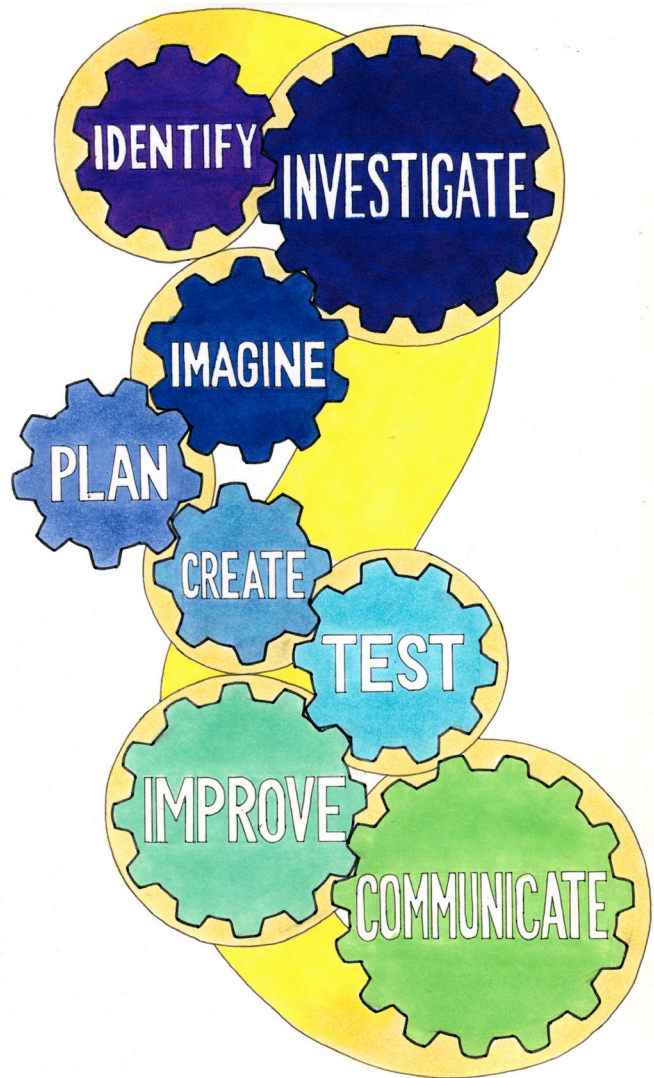 IDENTIFY
INVESTIGATE
IMAGINE
PLAN
CREATE
TEST
IMPROVE
COMMUNICATE